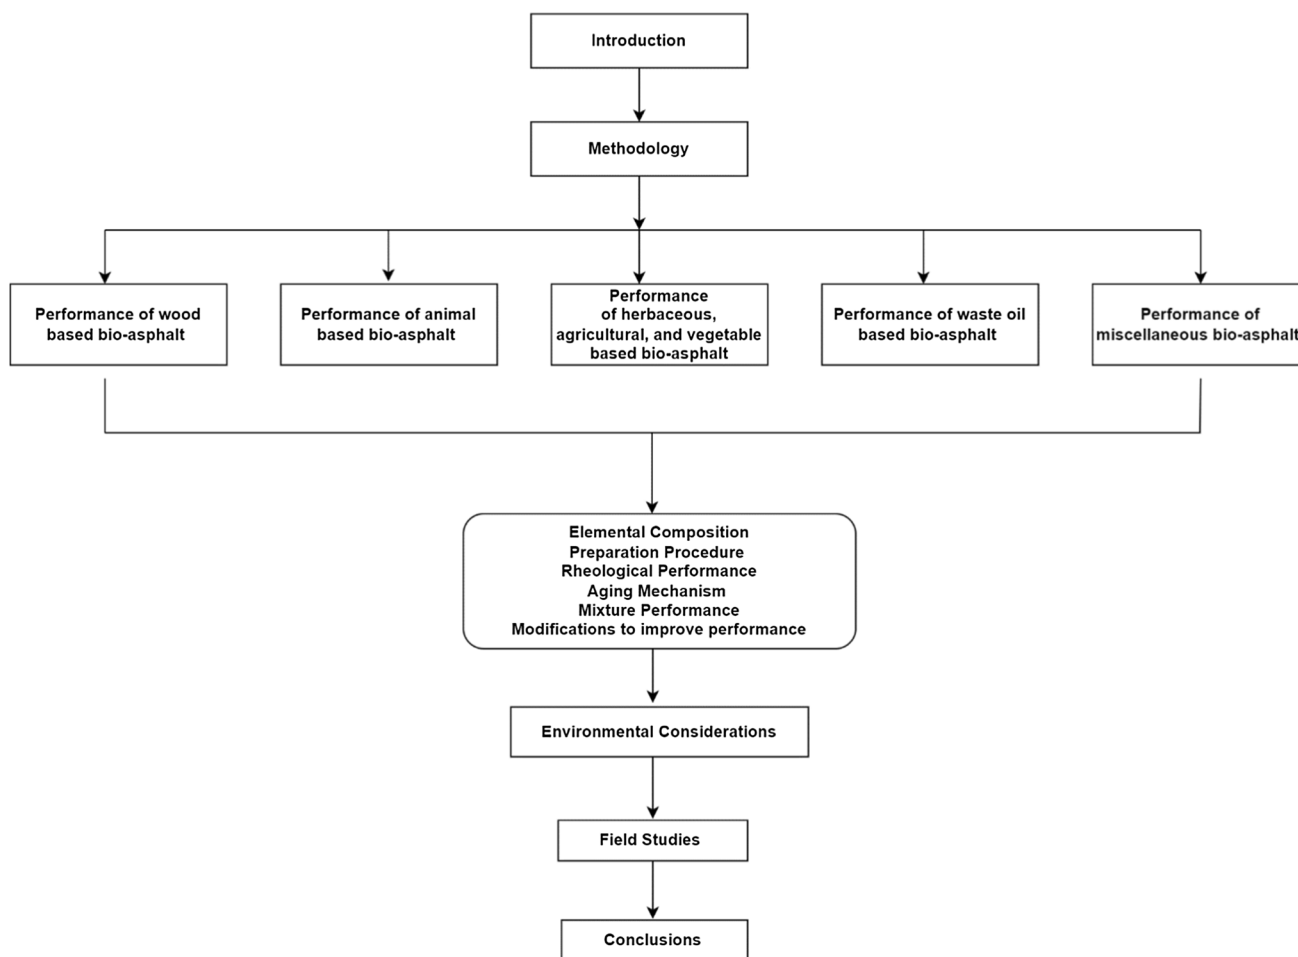 Introduction
Methodology
Performance of wood
based bio-asphalt
Performance of animal
based bio-asphalt
Performance
of herbaceous,
agricultural, and vegetable
based bio-asphalt
Performance of waste oil
based bio-asphalt
Performance of
miscellaneous bio-asphalt
Elemental Composition
Preparation Procedure
Rheological Performance
Aging Mechanism
Mixture Performance
Modifications to improve performance
Environmental Considerations
Field Studies
Conclusions